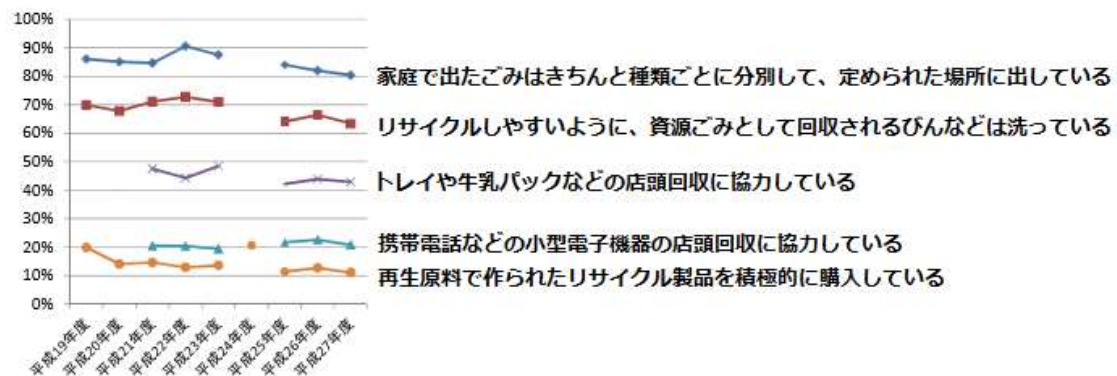 100%
90%
80%
70%
60%
50%
40%
30%
20%
10%
0%
家庭で出たごみはきちんと種類ごとに分別して、定められた場所に出している
リサイクルしやすいように、資源ごみとして回収されるびんなどは洗っている
トレイや牛乳パックなどの店頭回収に協力している
携帯電話などの小型電子機器の店頭回収に協力している
再生原料で作られたリサイクル製品を積極的に購入している
平成19年度
平成20年度
平成21年度
平成22年度
平成23年度
平成24年度
平成25年度
平成26年度
平成27年度